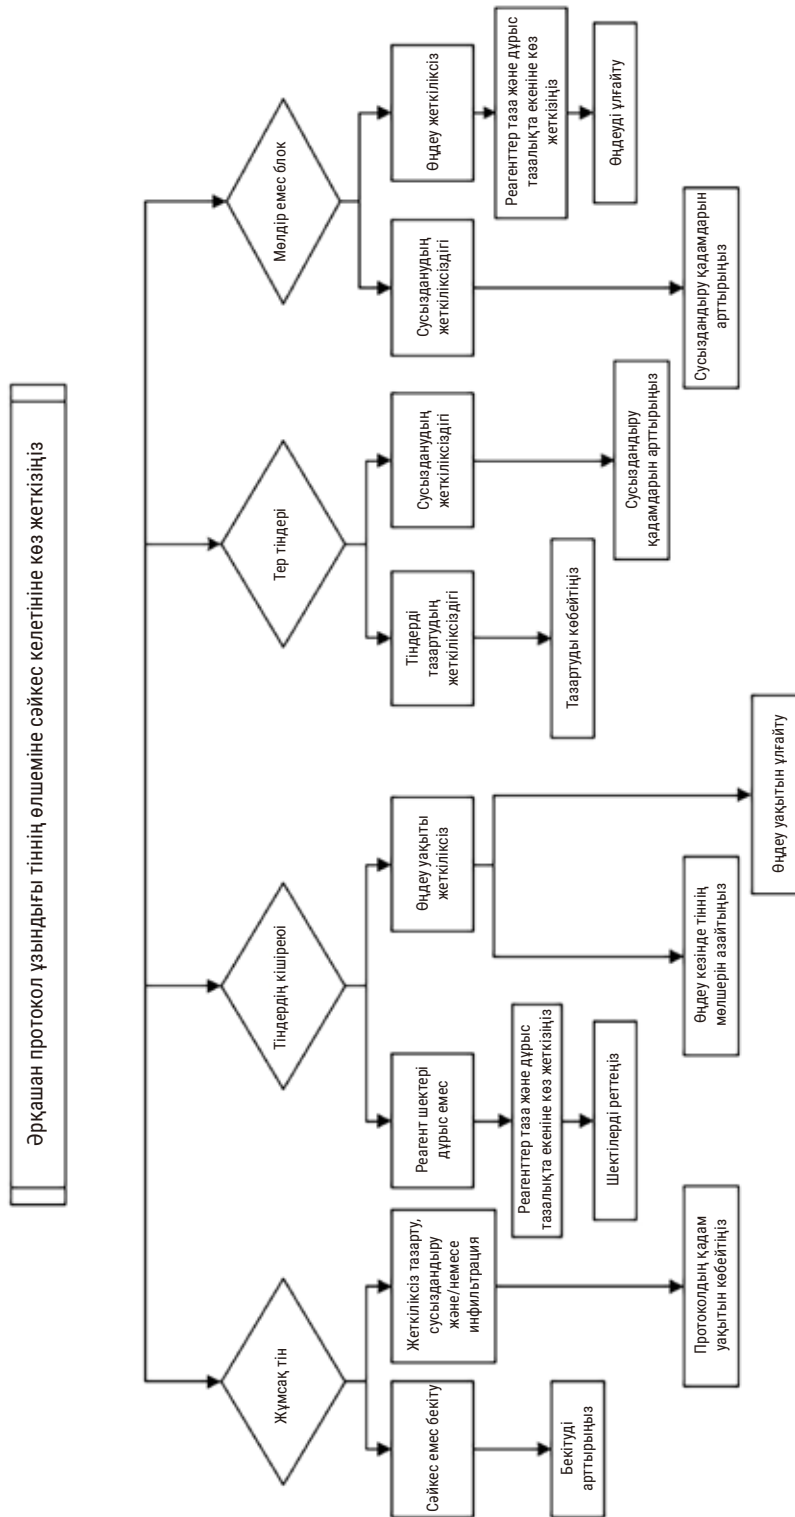 Әрқашан протокол ұзындығы тіннің өлшеміне сәйкес келетініне көз жеткізіңіз
Жұмсақ тін
Сәйкес емес бекіту
Бекітуді
арттырыңыз
Жеткіліксіз тазарту,
сусыздандыру
және/немесе
инфильтрация
Протоколдың қадам
уақытын көбейтіңіз
Тіндердің кішіреюі
Реагент шектері
дұрыс емес
Реагенттер таза және дұрыс
тазалықта екеніне көз жеткізіңіз
Шектілерді реттеңіз
Өңдеу уақыты
жеткіліксіз
Өңдеу кезінде тіннің
мөлшерін азайтыңыз
Өңдеу уақытын ұлғайту
Тер тіндері
Тіндерді
тазартудың
жеткіліксіздігі
Тазартуды көбейтіңіз
Сусызданудың
жеткіліксіздігі
Сусыздандыру
қадамдарын арттырыңыз
Мөлдір емес блок
Сусызданудың
жеткіліксіздігі
Сусыздандыру қадамдарын
арттырыңыз
Өңдеу жеткіліксіз
Реагенттер таза және дұрыс
тазалықта екеніне көз
жеткізіңіз
Өңдеуді ұлғайту